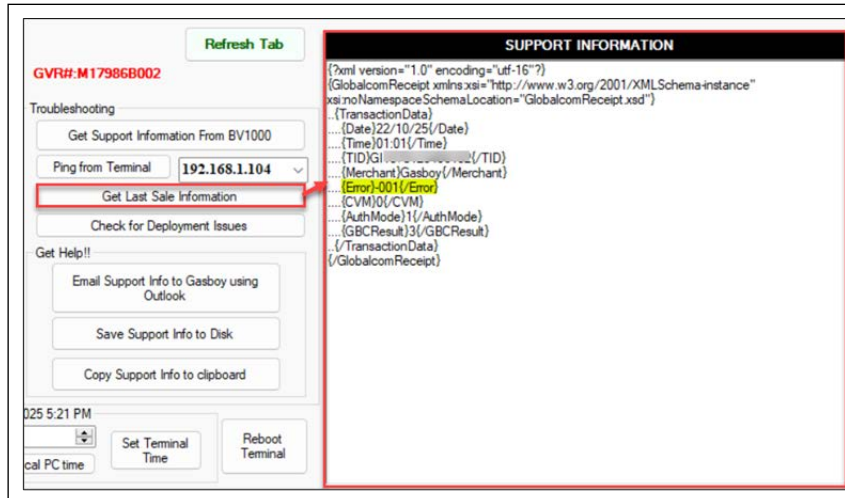 Refresh Tab
GVR#:M17986B002
Troubleshooting
Get Support Information From BV1000
Ping from Terminal
192.168.1.104
Get Last Sale Information
Check for Deployment Issues
Get Help!!
Email Support Info to Gasboy using
Outlook
Save Support Info to Disk
Copy Support Info to clipboard
025 5:21 PM
Set Terminal
Time
cal PC time
Reboot
Terminal
SUPPORT INFORMATION
{?xml version="1.0" encoding="utf-16"?}
{GlobalcomReceipt xmlns:xsi="http://www.w3.org/2001/XMLSchema-instance"
xsi:noNamespaceSchemaLocation="GlobalcomReceipt.xsd"}
..{TransactionData}
....{Date}22/10/25{/Date}
....{Time}01:01{/Time}
....{TID}GI {/TID}
....{Merchant}Gasboy{/Merchant}
....{Error}-001{/Error}
....{CVM}0{/CVM}
....{AuthMode}1{/AuthMode}
....{GBCResult}3{/GBCResult}
..{/TransactionData}
{/GlobalcomReceipt}